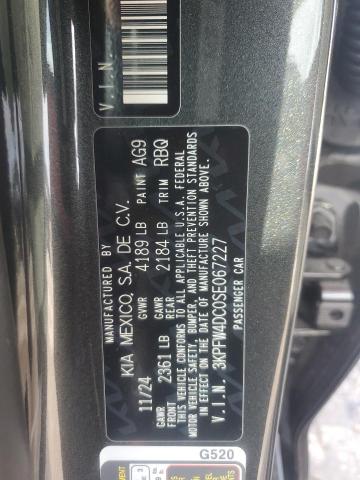 V.I.N.
MANUFACTURED BY
KIA MEXICO, S.A. DE C.V.
11/24 GVWR 4189 LB PAINT AG9
GAWR FRONT 2361 LB GAWR REAR 2184 LB TRIM RBQ
THIS VEHICLE CONFORMS TO ALL APPLICABLE U.S.A. FEDERAL
MOTOR VEHICLE SAFETY, BUMPER, AND THEFT PREVENTION STANDARDS
IN EFFECT ON THE DATE OF MANUFACTURE SHOWN ABOVE.
V.I.N. 3KPFW4DC0SE067227
PASSENGER CAR
G520